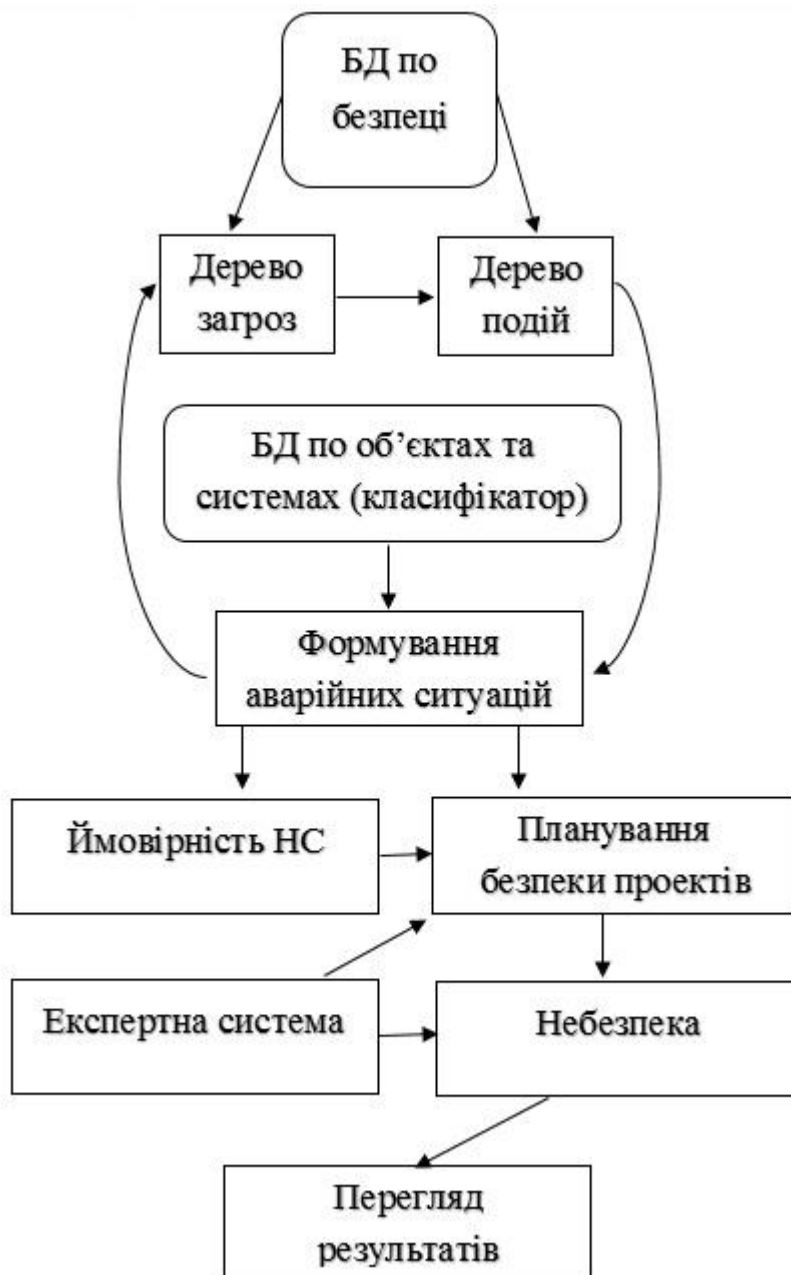 БД по
безпеці
Дерево
загроз
Дерево
подій
БД по об’єктах та
системах (класифікатор)
Формування
аварійних ситуацій
Ймовірність НС
Планування
безпеки проектів
Експертна система
Небезпека
Перегляд
результатів